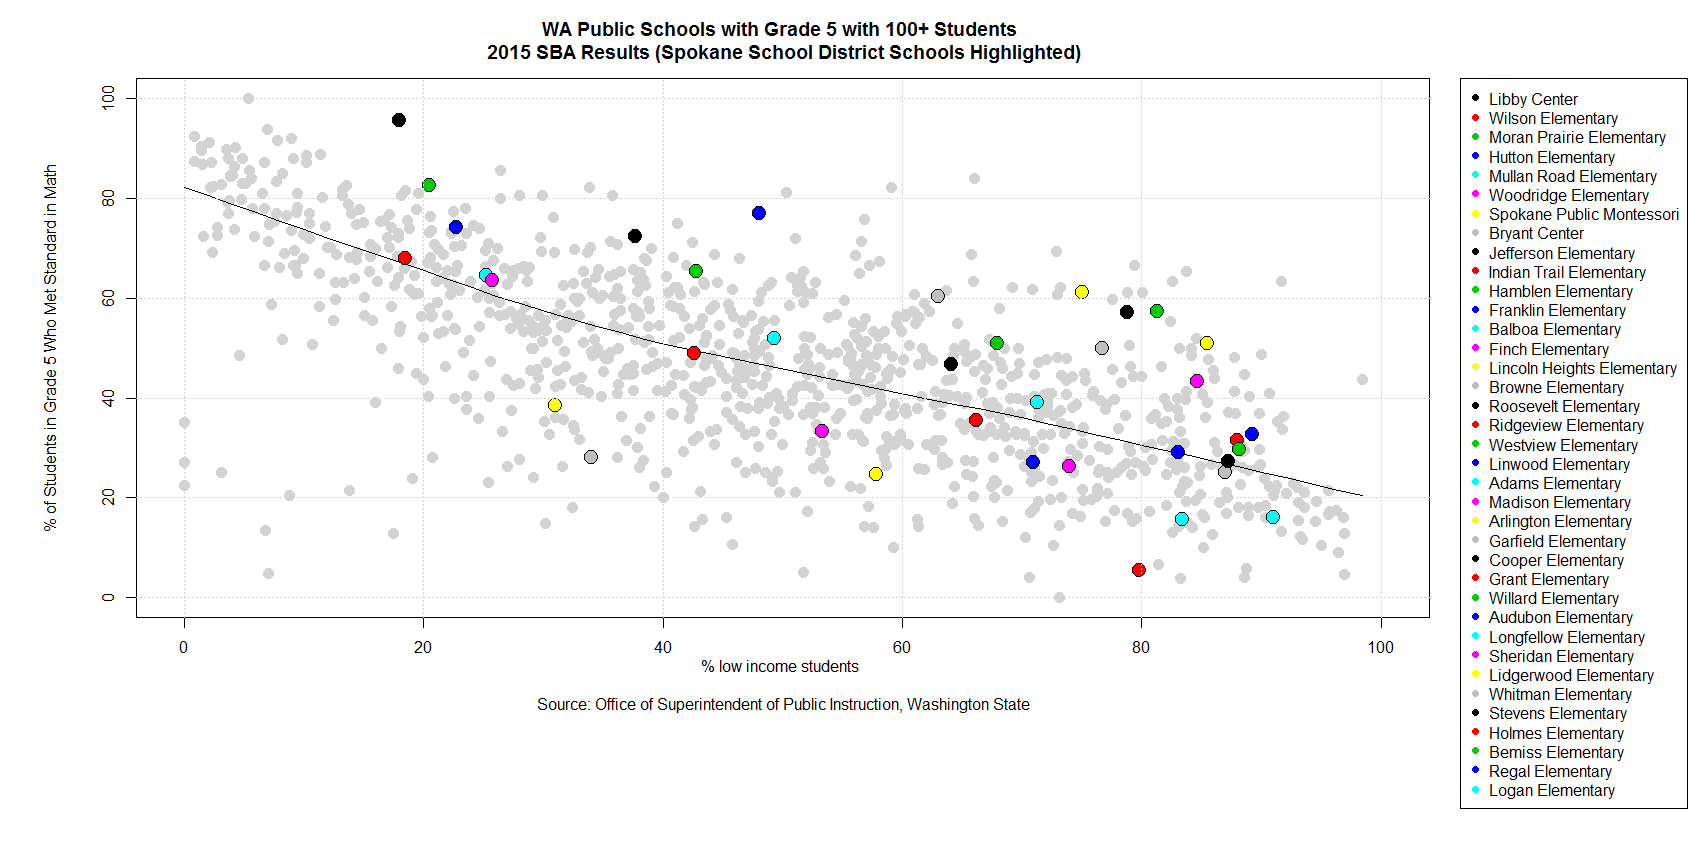 WA Public Schools with Grade 5 with 100+ Students
2015 SBA Results (Spokane School District Schools Highlighted)
% of Students in Grade 5 Who Met Standard in Math
100
80
60
40
20
0
0 20 40 60 80 100
% low income students
Source: Office of Superintendent of Public Instruction, Washington State
Libby Center
Wilson Elementary
Moran Prairie Elementary
Hutton Elementary
Mullan Road Elementary
Woodridge Elementary
Spokane Public Montessori
Bryant Center
Jefferson Elementary
Indian Trail Elementary
Hamblen Elementary
Franklin Elementary
Balboa Elementary
Finch Elementary
Lincoln Heights Elementary
Browne Elementary
Roosevelt Elementary
Ridgeview Elementary
Westview Elementary
Linwood Elementary
Adams Elementary
Madison Elementary
Arlington Elementary
Garfield Elementary
Cooper Elementary
Grant Elementary
Willard Elementary
Audubon Elementary
Longfellow Elementary
Sheridan Elementary
Lidgerwood Elementary
Whitman Elementary
Stevens Elementary
Holmes Elementary
Bemiss Elementary
Regal Elementary
Logan Elementary